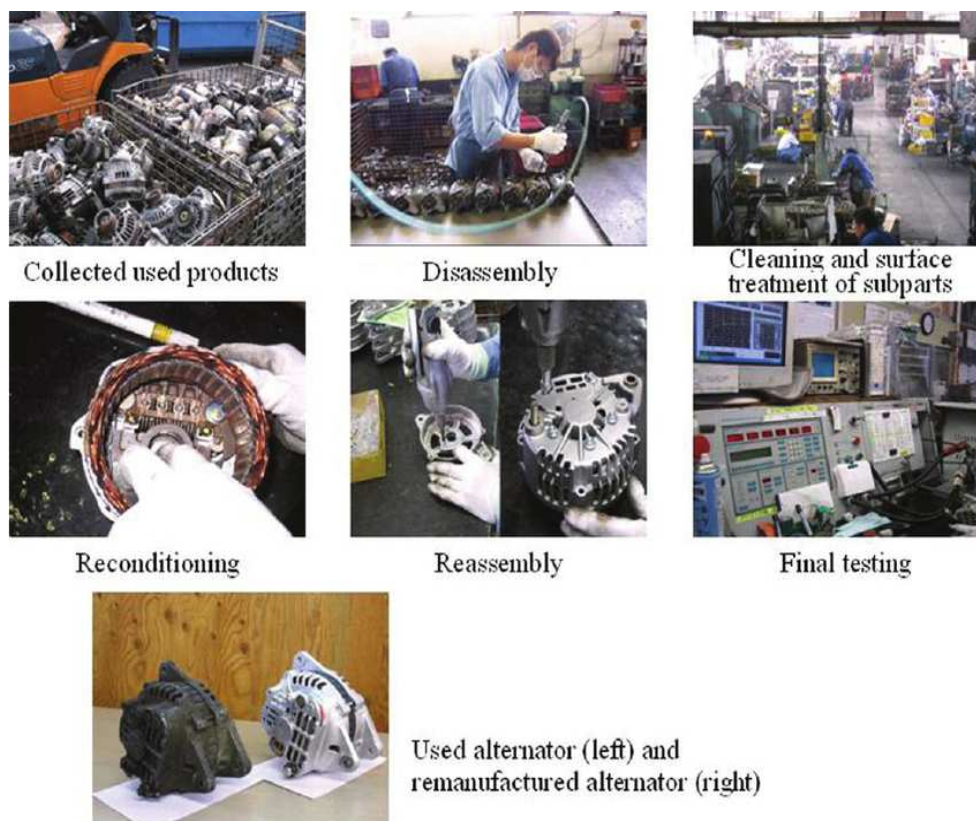 Collected used products
Disassembly
Cleaning and surface
treatment of subparts
Reconditioning
Reassembly
Final testing
Used alternator (left) and
remanufactured alternator (right)